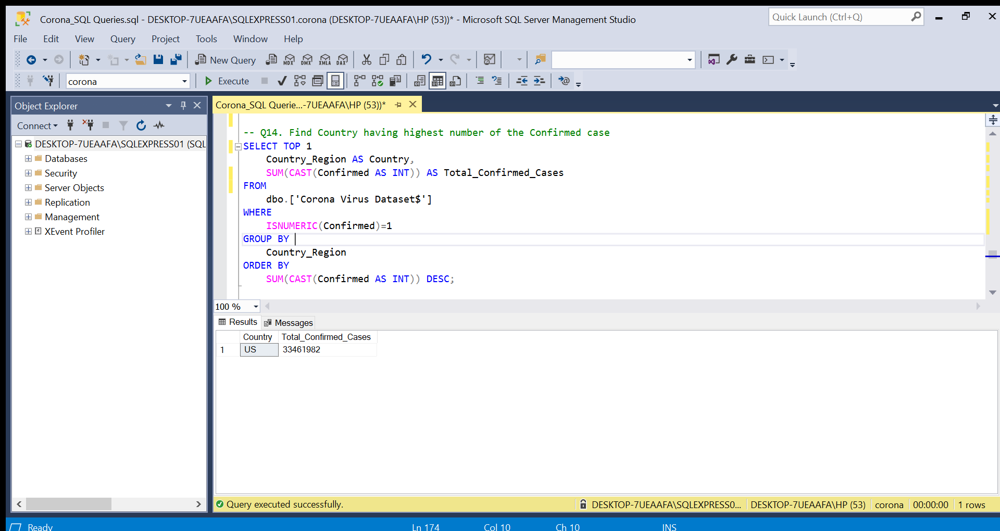 Corona_SQL Queries.sql - DESKTOP-7UEAAFA\SQLEXPRESS01.corona (DESKTOP-7UEAAFA\HP (53))* - Microsoft SQL Server Management Studio
Quick Launch (Ctrl+Q)
File Edit View Query Project Tools Window Help
New Query MDX DMX XMLA DAX
corona Execute
Object Explorer
Connect
DESKTOP-7UEAAFA\SQLEXPRESS01 (SQL
Databases
Security
Server Objects
Replication
Management
XEvent Profiler
Corona_SQL Querie...-7UEAAFA\HP (53))*
-- Q14. Find Country having highest number of the Confirmed case
SELECT TOP 1
Country_Region AS Country,
SUM(CAST(Confirmed AS INT)) AS Total_Confirmed_Cases
FROM
dbo.['Corona Virus Dataset$']
WHERE
ISNUMERIC(Confirmed)=1
GROUP BY
Country_Region
ORDER BY
SUM(CAST(Confirmed AS INT)) DESC;
100 %
Results Messages
Country Total_Confirmed_Cases
1 US 33461982
Query executed successfully. DESKTOP-7UEAAFA\SQLEXPRESS0... DESKTOP-7UEAAFA\HP (53) corona 00:00:00 1 rows
Ready Ln 174 Col 10 Ch 10 INS